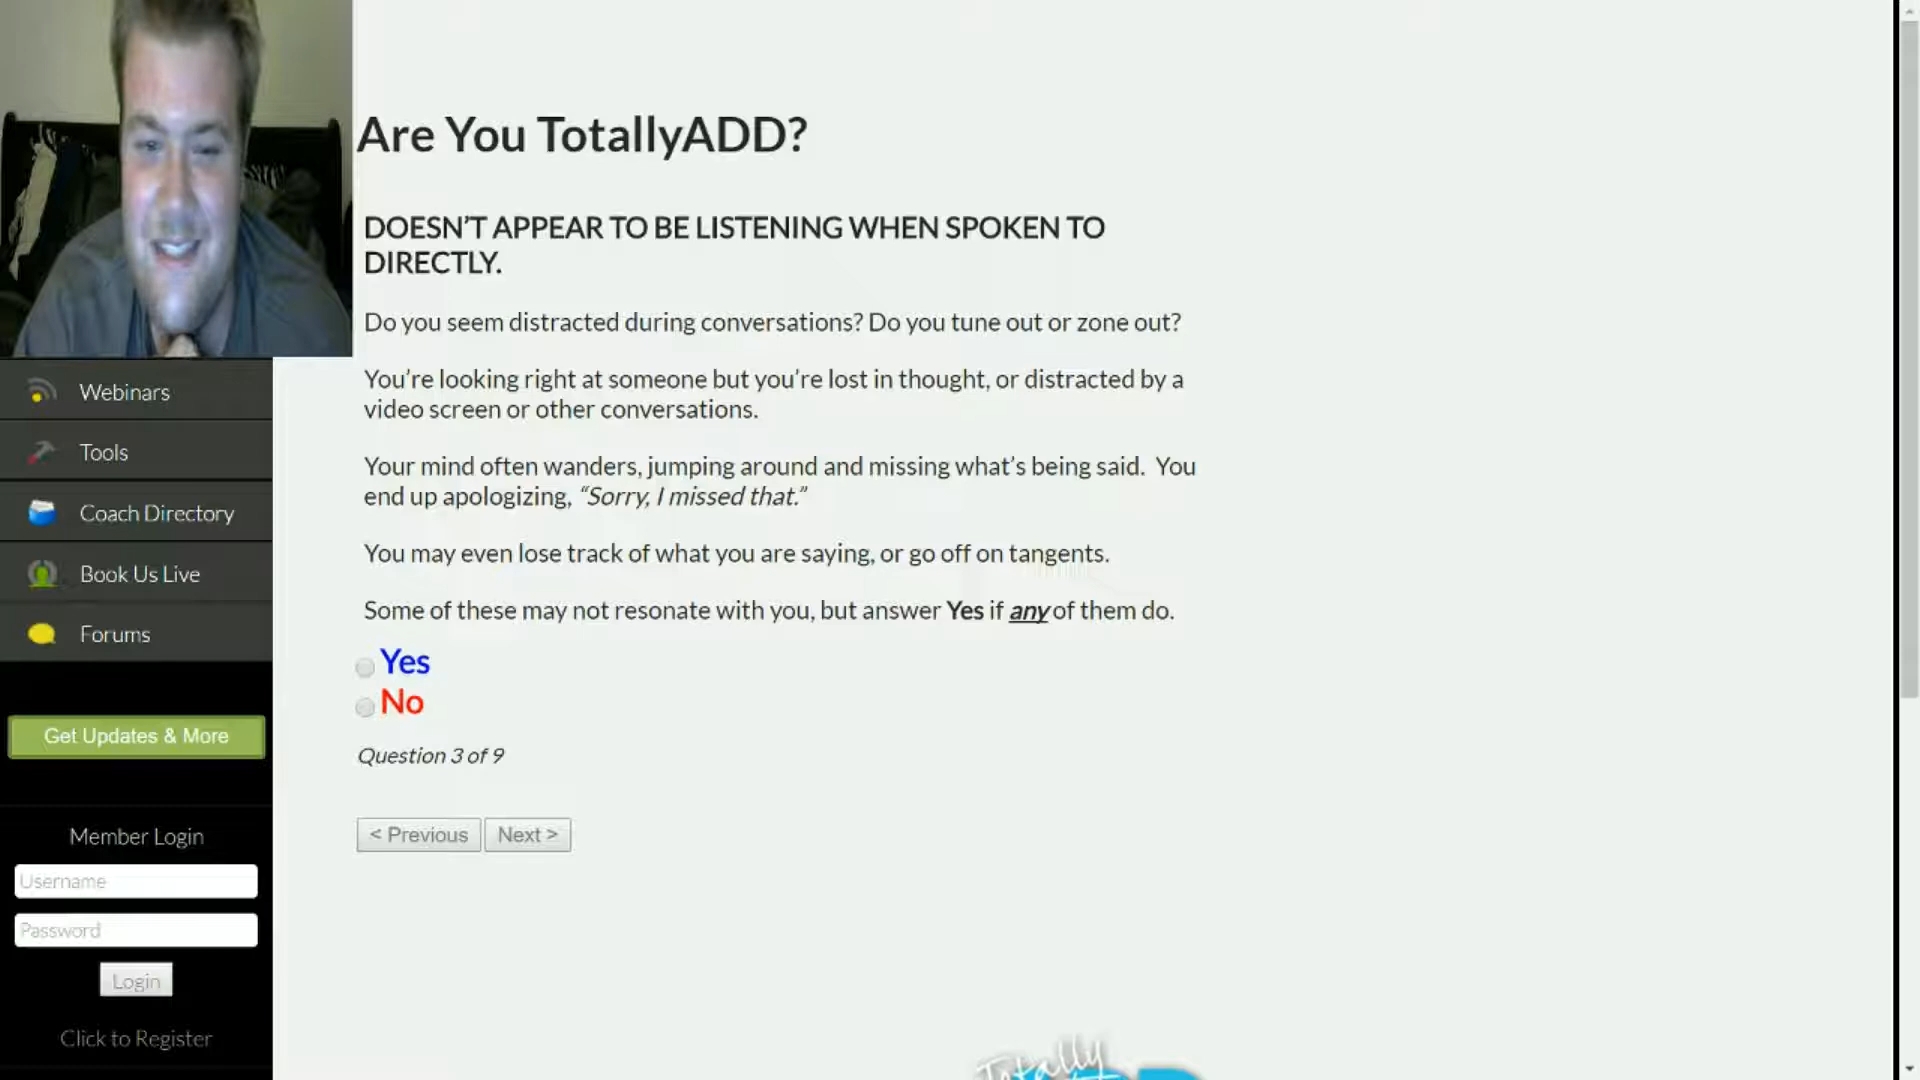 Are You TotallyADD?
DOESN’T APPEAR TO BE LISTENING WHEN SPOKEN TO
DIRECTLY.
Do you seem distracted during conversations? Do you tune out or zone out?
You’re looking right at someone but you’re lost in thought, or distracted by a
video screen or other conversations.
Your mind often wanders, jumping around and missing what’s being said.  You
end up apologizing, “Sorry, I missed that.”
You may even lose track of what you are saying, or go off on tangents.
Some of these may not resonate with you, but answer Yes if any of them do.
Yes
No
Question 3 of 9
< Previous Next >
Webinars
Tools
Coach Directory
Book Us Live
Forums
Get Updates & More
Member Login
Username
Password
Login
Click to Register
Totally